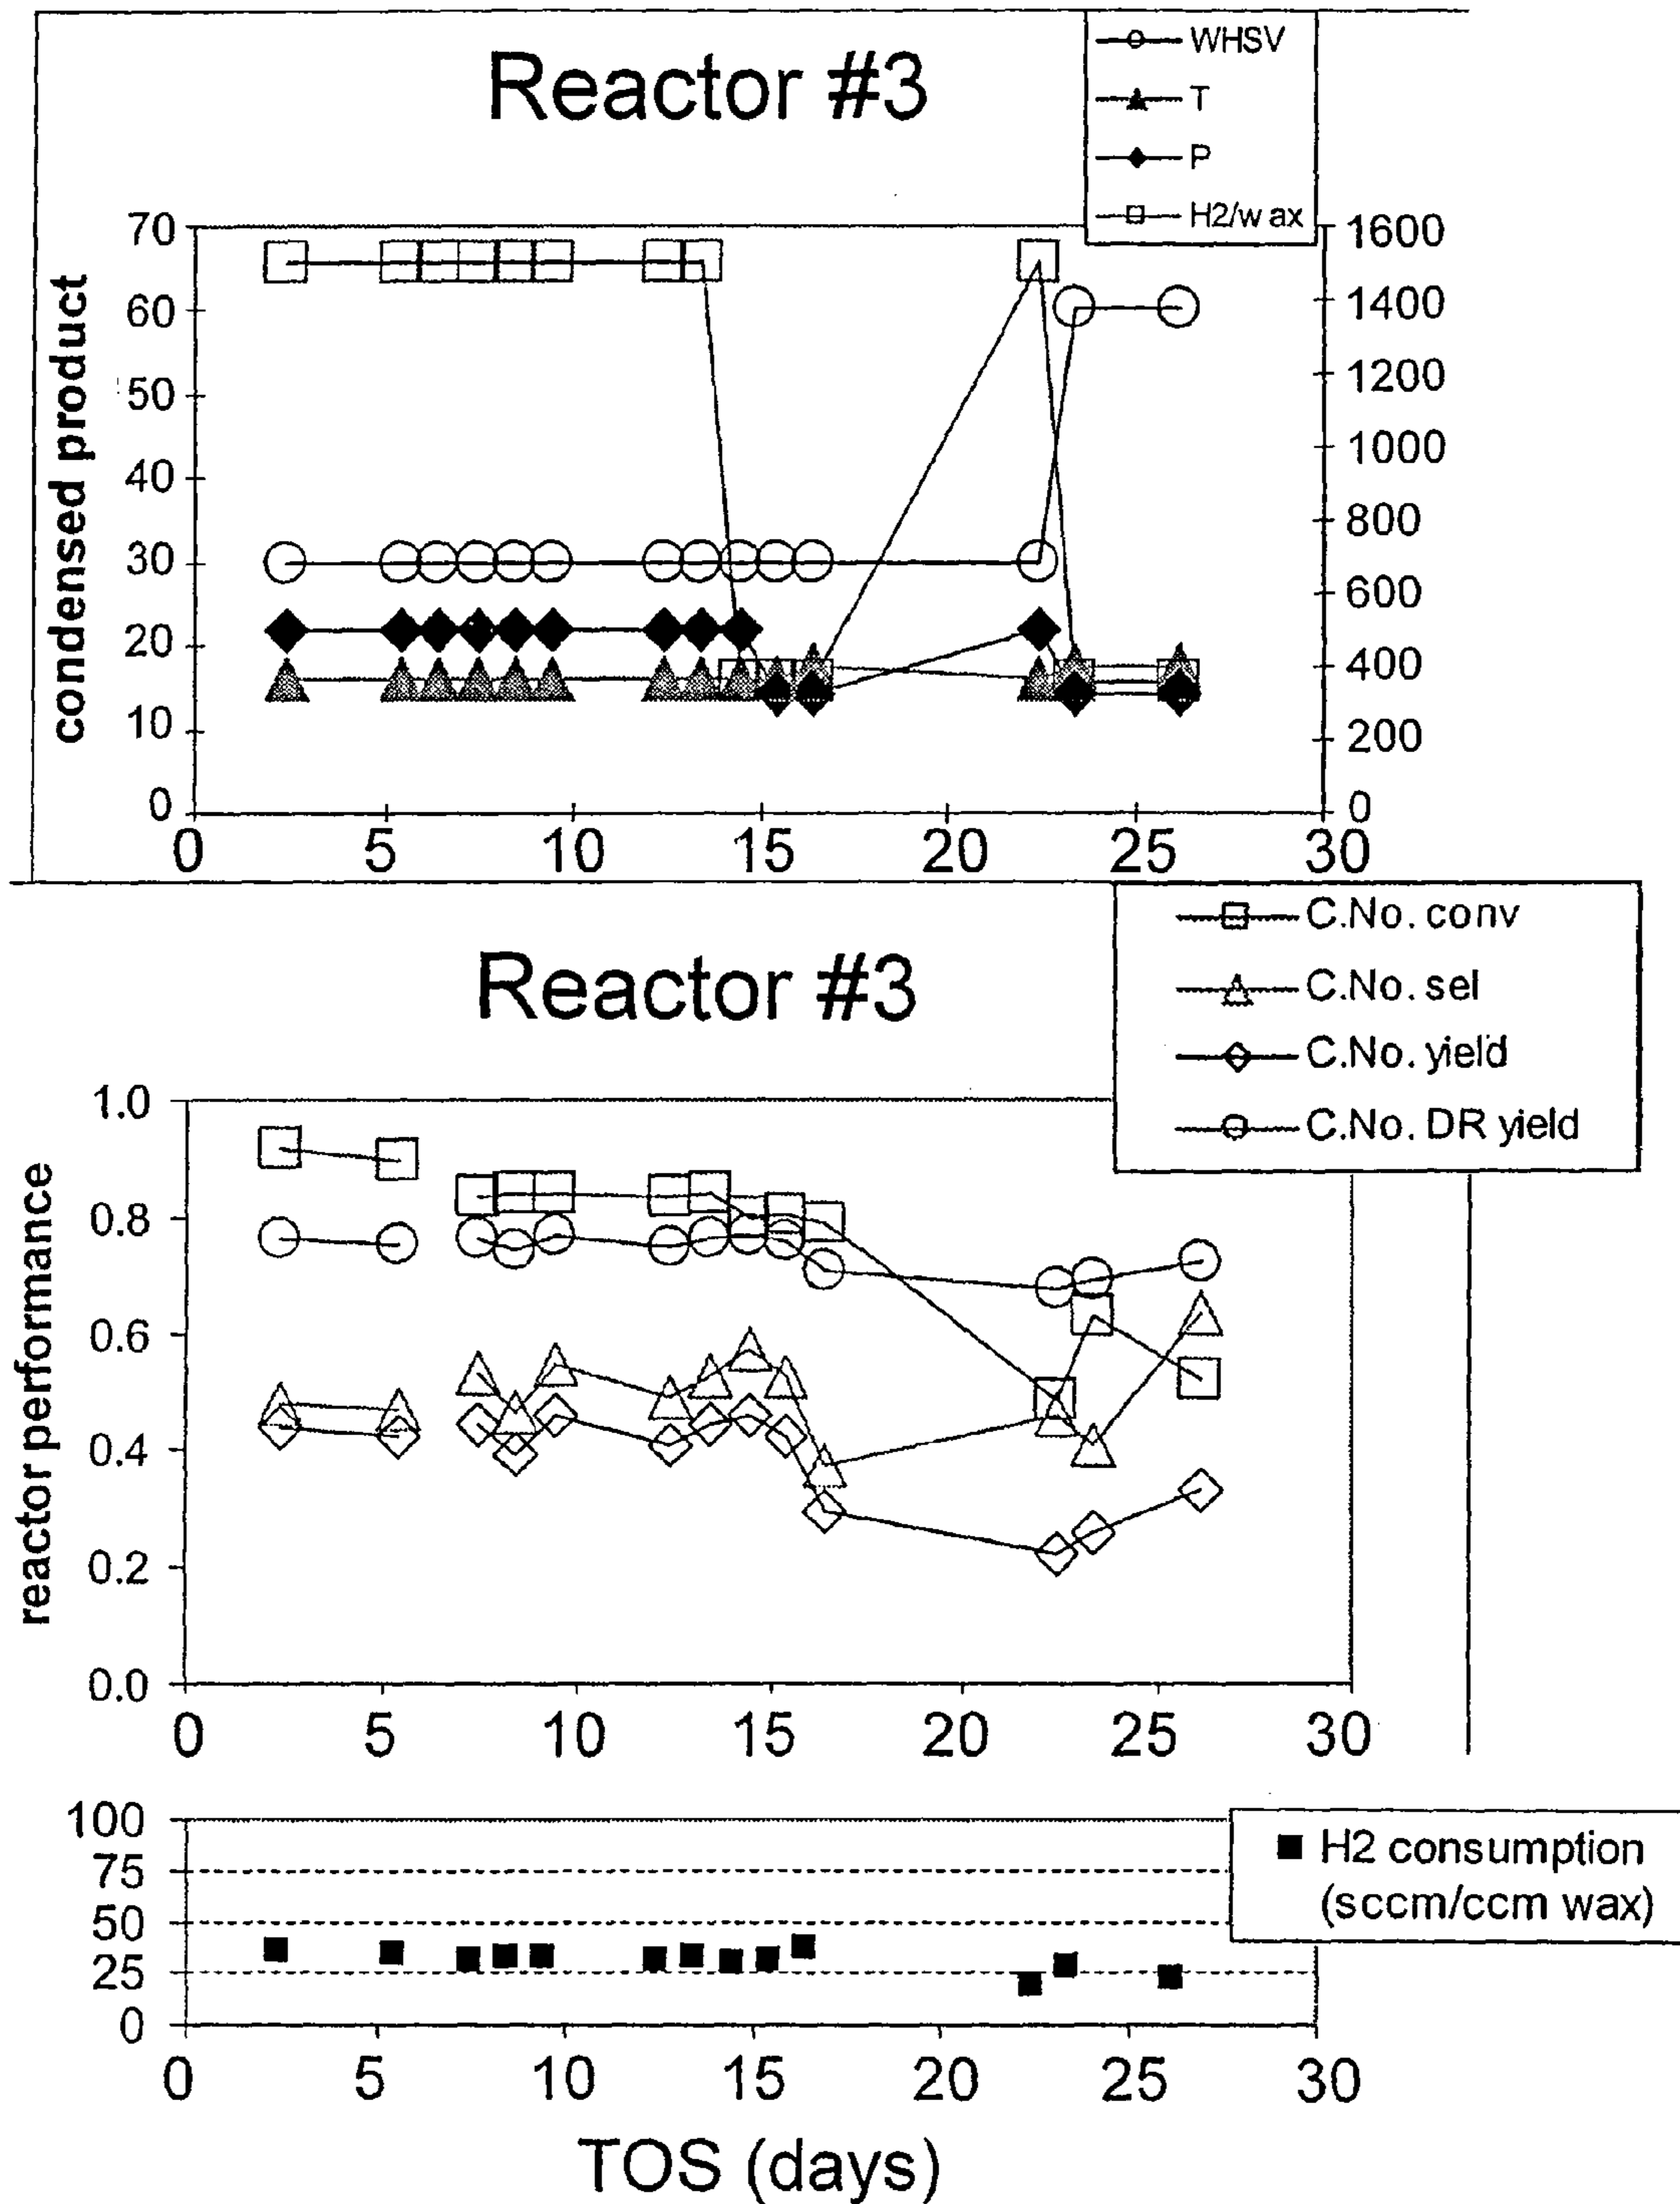 Reactor #3
WHSV
T
P
H2/wax
condensed product
70
60
50
40
30
20
10
0
1600
1400
1200
1000
800
600
400
200
0
0 5 10 15 20 25 30
Reactor #3
C.No. conv
C.No. sel
C.No. yield
C.No. DR yield
reactor performance
1.0
0.8
0.6
0.4
0.2
0.0
0 5 10 15 20 25 30
100
75
50
25
0
H2 consumption
(sccm/ccm wax)
0 5 10 15 20 25 30
TOS (days)